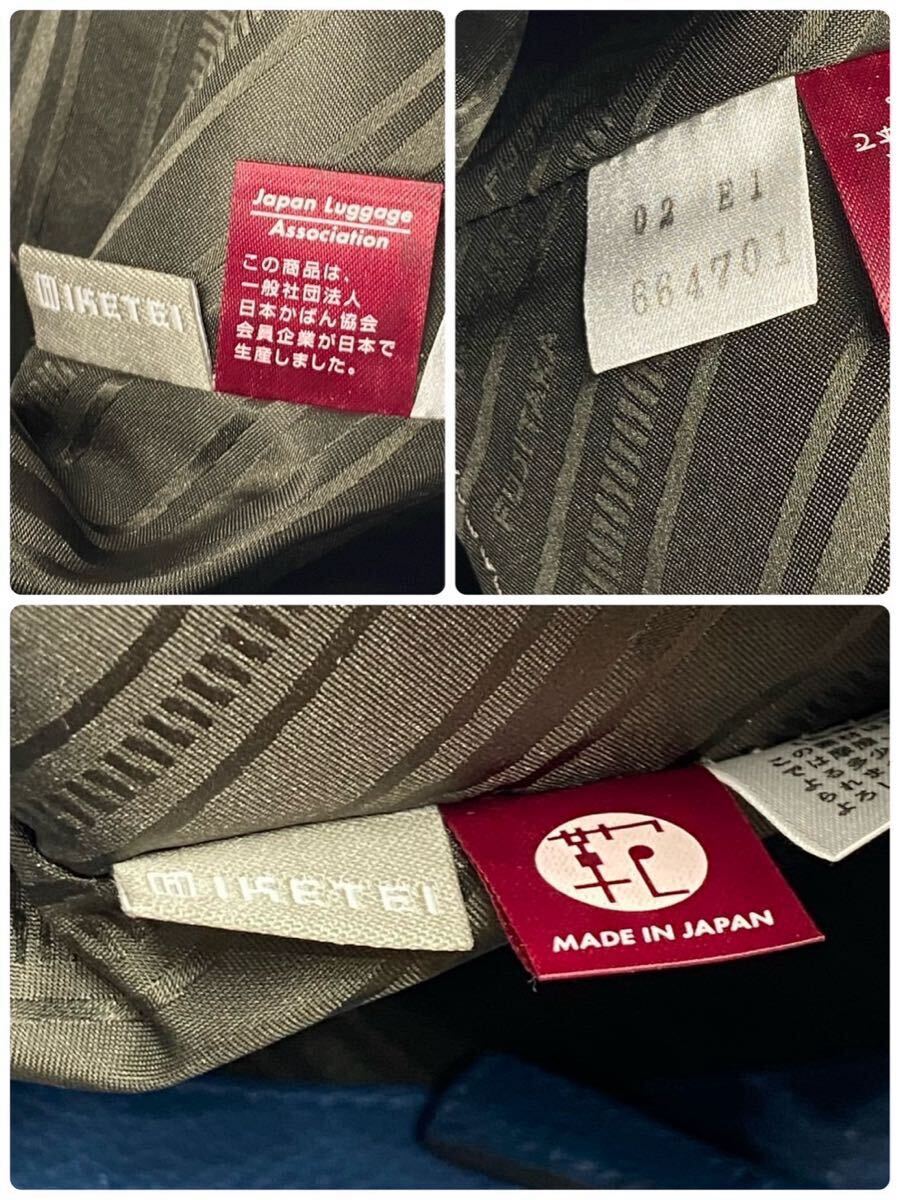 IKETEI
Japan Luggage
Association
この商品は、
一般社団法人
日本かばん協会
会員企業が日本で
生産しました。
02 E1
664701
FUJITAKA
IKETEI
MADE IN JAPAN